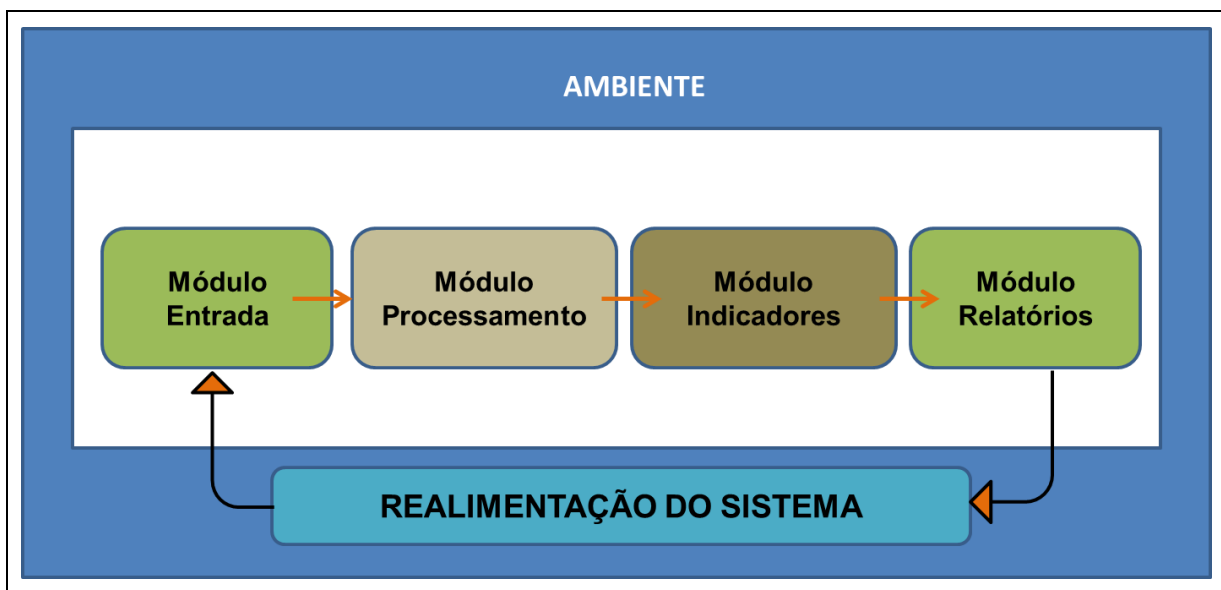 AMBIENTE
Módulo
Entrada
Módulo
Processamento
Módulo
Indicadores
Módulo
Relatórios
REALIMENTAÇÃO DO SISTEMA